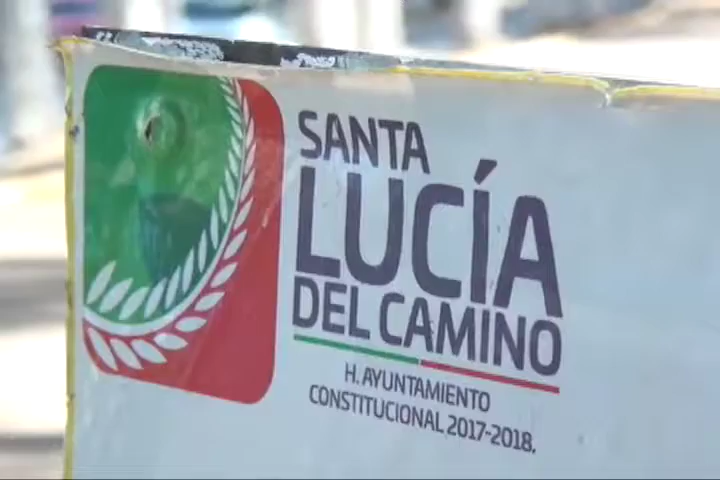 SANTA
LUCÍA
DEL CAMINO
H. AYUNTAMIENTO
CONSTITUCIONAL 2017-2018.